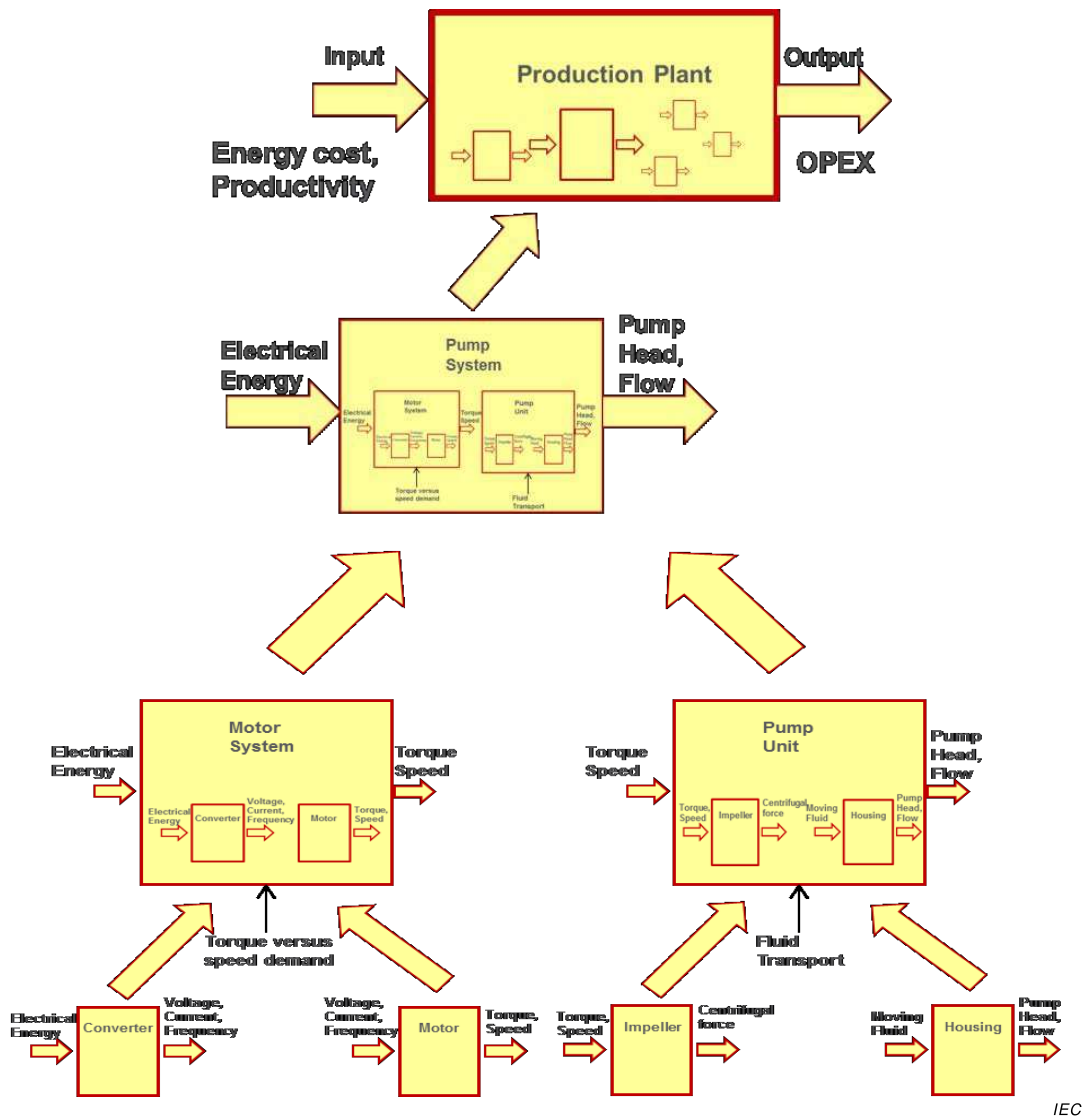 Input
Production Plant
Output
Energy cost,
Productivity
OPEX
Electrical
Energy
Pump
System
Pump
Head,
Flow
Electrical
Energy
Motor
System
Torque
Speed
Pump
Unit
Pump
Head,
Flow
Converter
Motor
Impeller
Housing
Torque versus
speed demand
Fluid
Transport
Electrical
Energy
Motor
System
Torque
Speed
Electrical
Energy
Converter
Voltage,
Current,
Frequency
Motor
Torque,
Speed
Torque versus
speed demand
Torque
Speed
Pump
Unit
Pump
Head,
Flow
Torque,
Speed
Impeller
Centrifugal
force
Moving
Fluid
Housing
Pump
Head,
Flow
Fluid
Transport
Electrical
Energy
Converter
Voltage,
Current,
Frequency
Voltage,
Current,
Frequency
Motor
Torque,
Speed
Torque,
Speed
Impeller
Centrifugal
force
Moving
Fluid
Housing
Pump
Head,
Flow
IEC